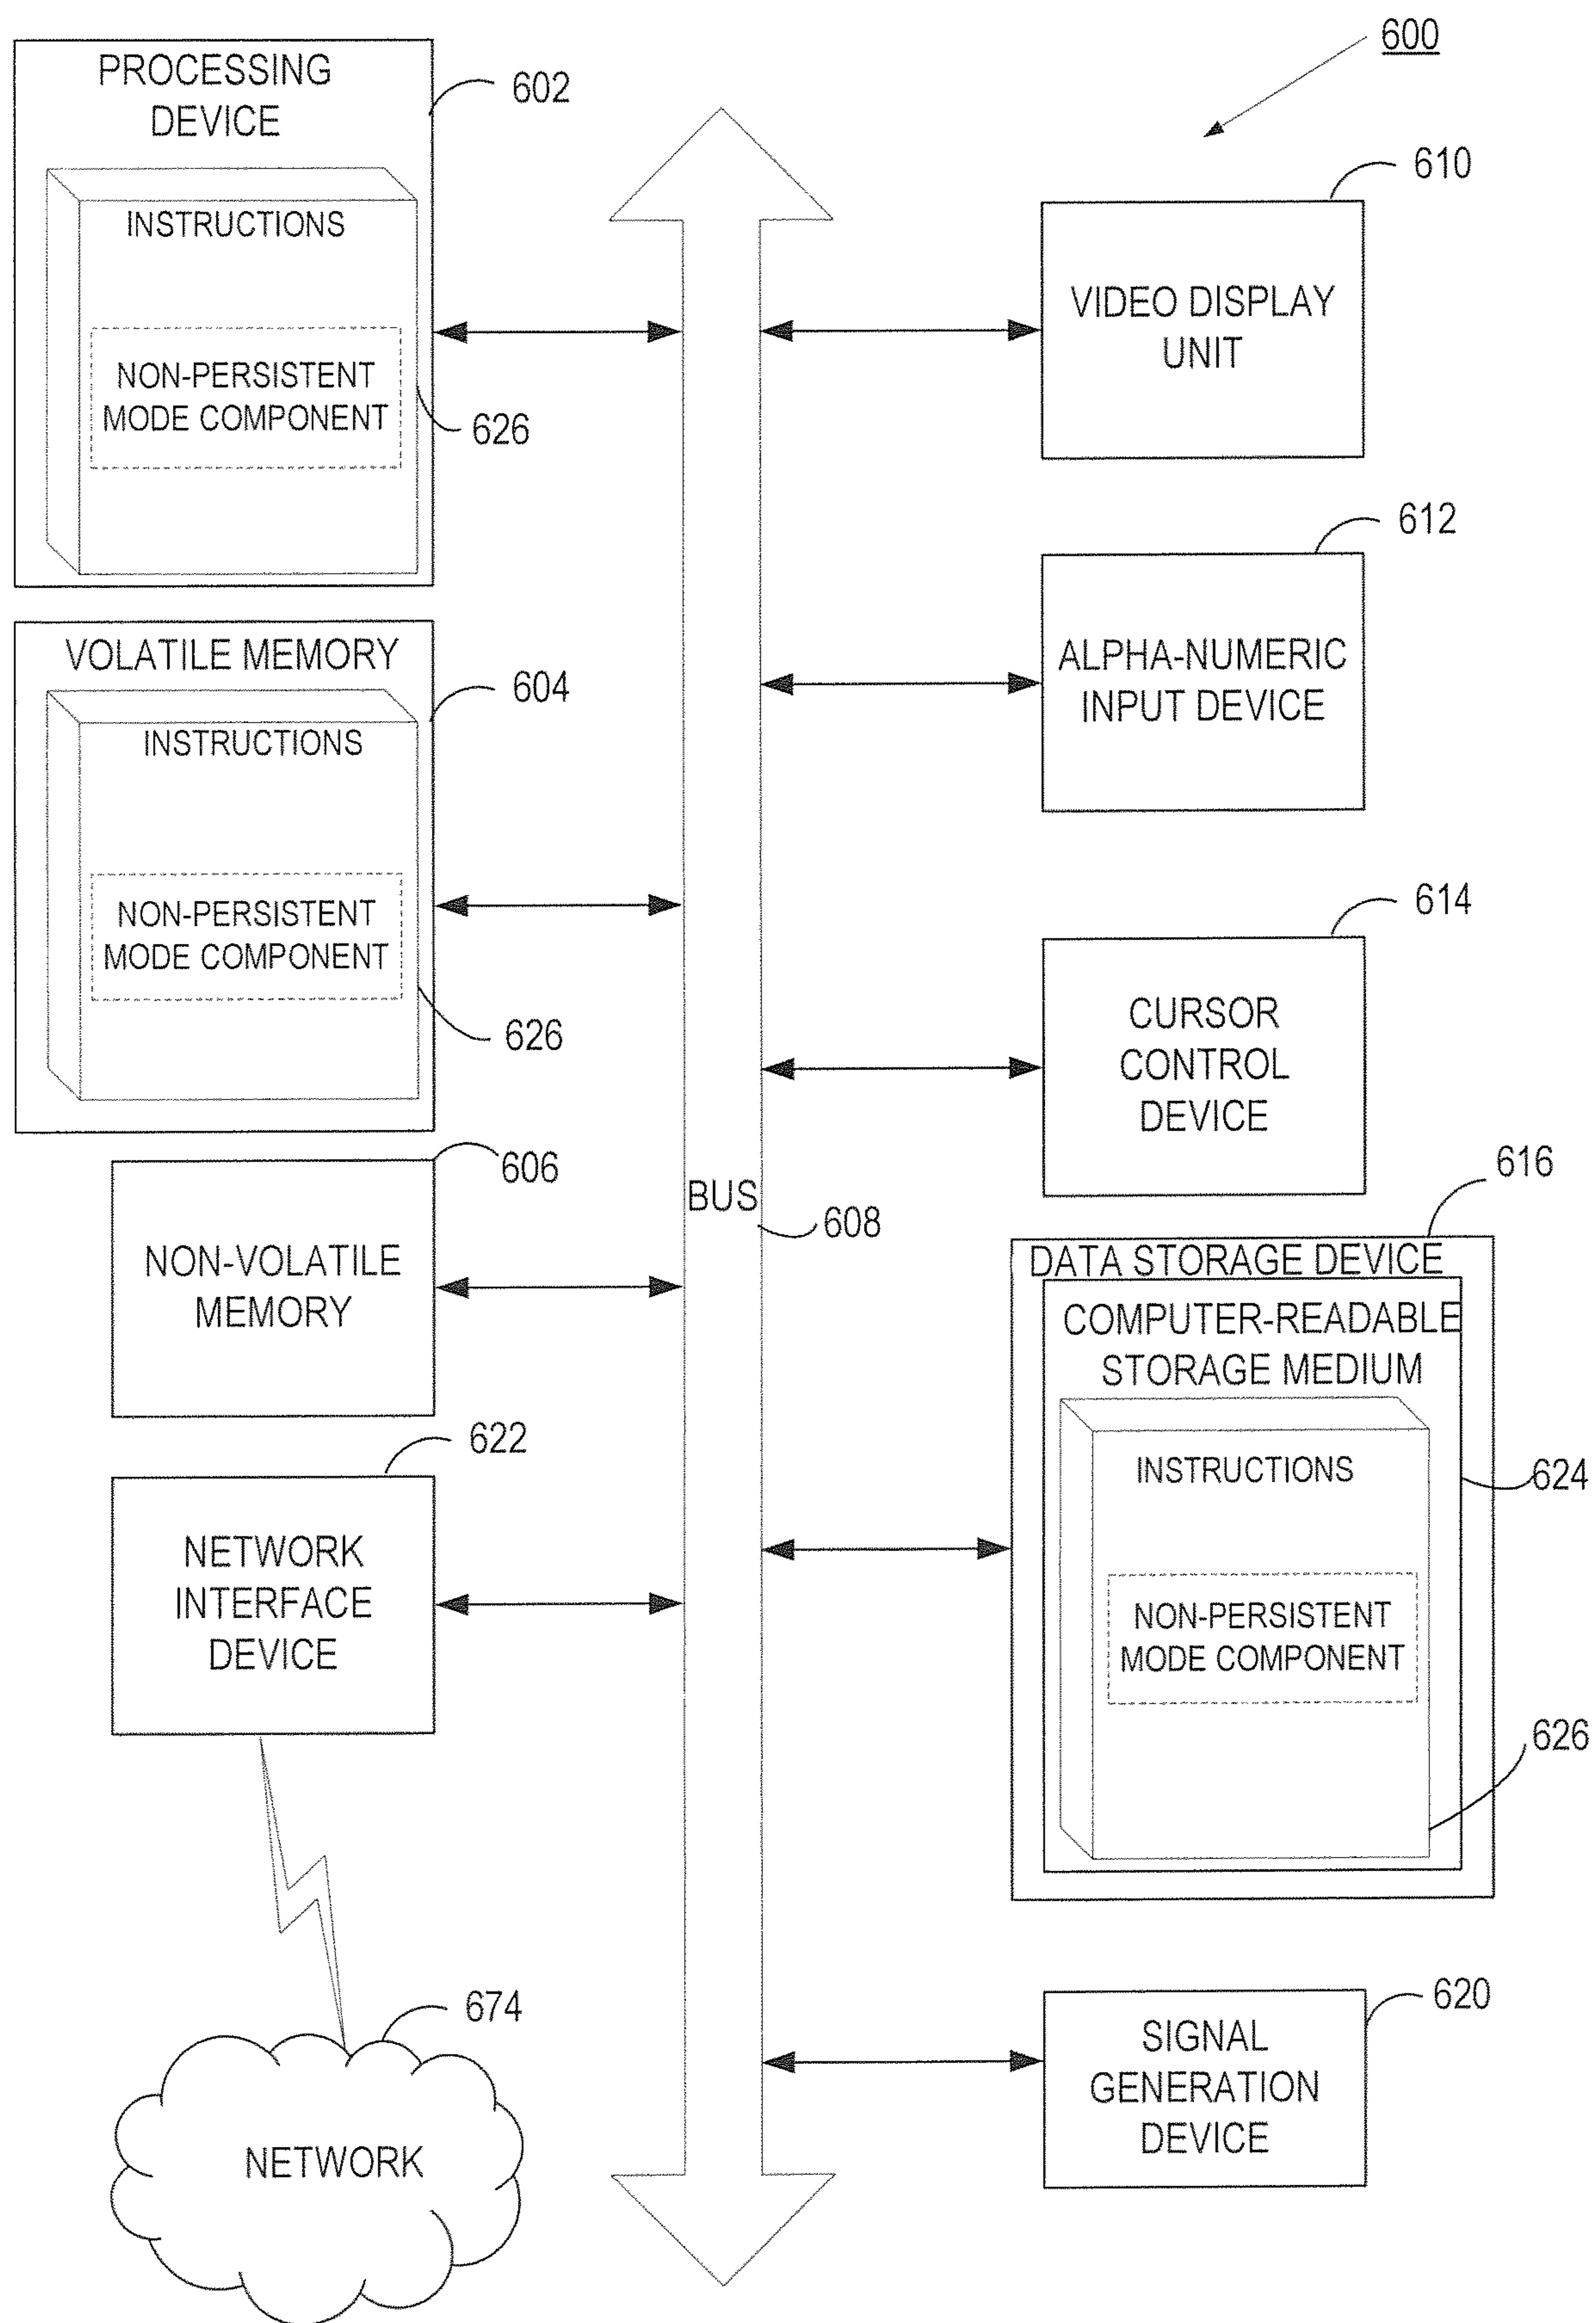 600
PROCESSING
DEVICE
602
INSTRUCTIONS
NON-PERSISTENT
MODE COMPONENT
626
VOLATILE MEMORY
604
INSTRUCTIONS
NON-PERSISTENT
MODE COMPONENT
626
606
NON-VOLATILE
MEMORY
622
NETWORK
INTERFACE
DEVICE
674
NETWORK
BUS
608
610
VIDEO DISPLAY
UNIT
612
ALPHA-NUMERIC
INPUT DEVICE
614
CURSOR
CONTROL
DEVICE
616
DATA STORAGE DEVICE
COMPUTER-READABLE
STORAGE MEDIUM
INSTRUCTIONS
624
NON-PERSISTENT
MODE COMPONENT
626
620
SIGNAL
GENERATION
DEVICE